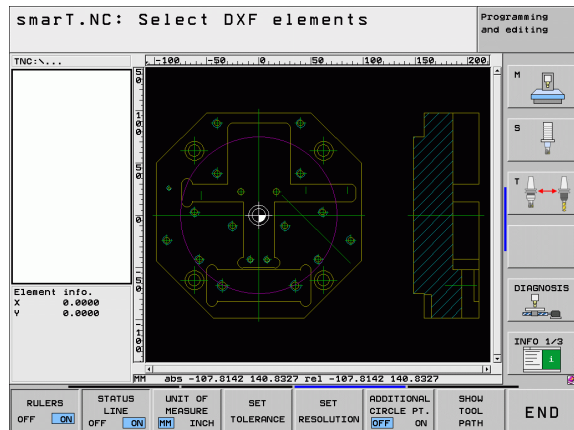 smarT.NC: Select DXF elements
Programming
and editing
TNC:\...
-100 -50 0 50 100 150 200
M
S
T
Element info.
X 0.0000
Y 0.0000
DIAGNOSIS
INFO 1/3
i
MM abs -107.8142 140.8327 rel -107.8142 140.8327
RULERS
OFF ON
STATUS
LINE
OFF ON
UNIT OF
MEASURE
MM INCH
SET
TOLERANCE
SET
RESOLUTION
ADDITIONAL
CIRCLE PT.
OFF ON
SHOW
TOOL
PATH
END